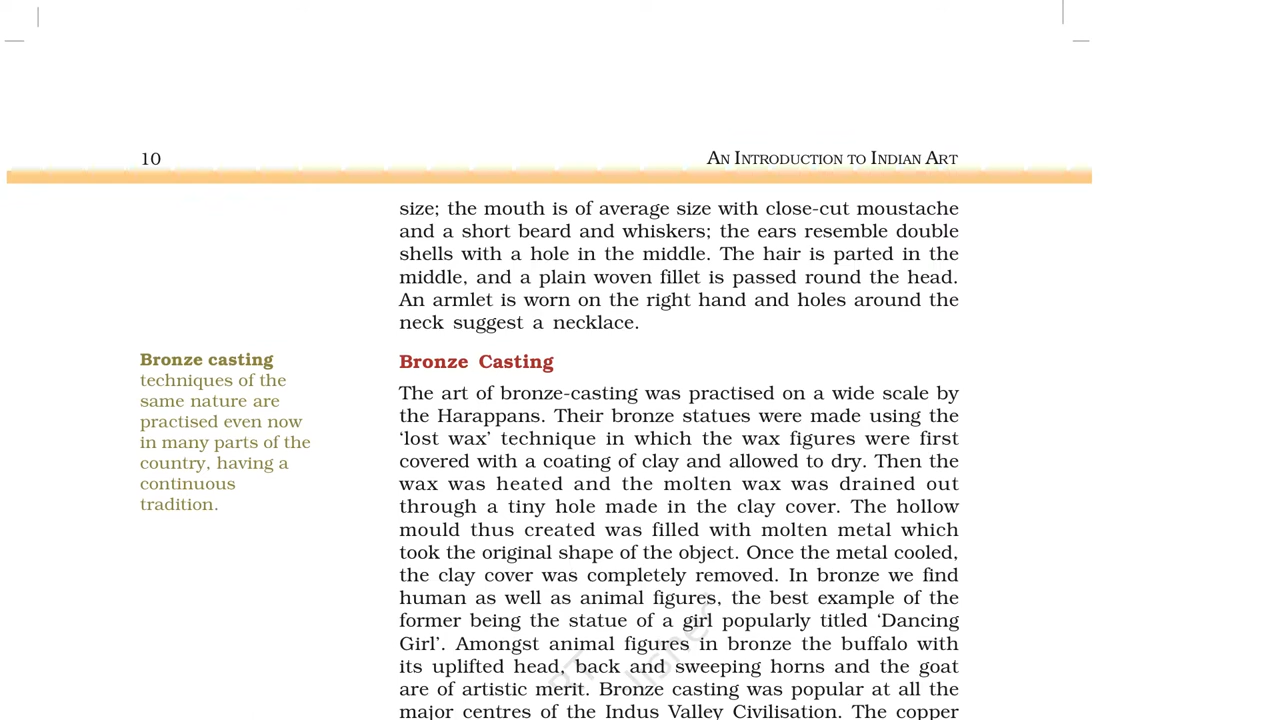 10
AN INTRODUCTION TO INDIAN ART
size; the mouth is of average size with close-cut moustache
and a short beard and whiskers; the ears resemble double
shells with a hole in the middle. The hair is parted in the
middle, and a plain woven fillet is passed round the head.
An armlet is worn on the right hand and holes around the
neck suggest a necklace.
Bronze casting
techniques of the
same nature are
practised even now
in many parts of the
country, having a
continuous
tradition.
Bronze Casting
The art of bronze-casting was practised on a wide scale by
the Harappans. Their bronze statues were made using the
‘lost wax’ technique in which the wax figures were first
covered with a coating of clay and allowed to dry. Then the
wax was heated and the molten wax was drained out
through a tiny hole made in the clay cover. The hollow
mould thus created was filled with molten metal which
took the original shape of the object. Once the metal cooled,
the clay cover was completely removed. In bronze we find
human as well as animal figures, the best example of the
former being the statue of a girl popularly titled ‘Dancing
Girl’. Amongst animal figures in bronze the buffalo with
its uplifted head, back and sweeping horns and the goat
are of artistic merit. Bronze casting was popular at all the
major centres of the Indus Valley Civilisation. The copper